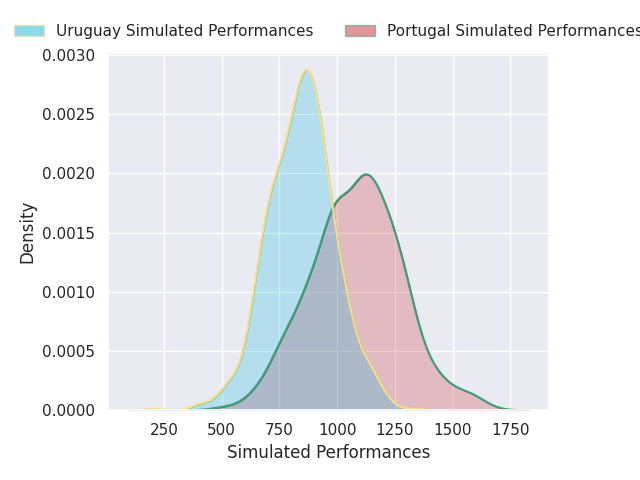 Uruguay Simulated Performances Portugal Simulated Performances
0.0030
0.0025
0.0020
0.0015
0.0010
0.0005
0.0000
Density
250 500 750 1000 1250 1500 1750
Simulated Performances